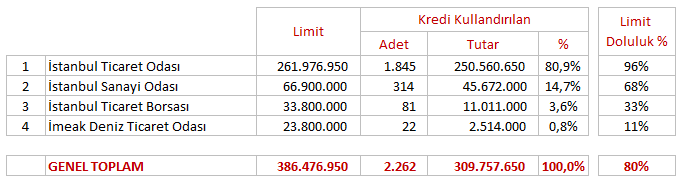 Limit Kredi Kullandırılan Limit Doluluk %
Adet Tutar %
1 İstanbul Ticaret Odası 261.976.950 1.845 250.560.650 80,9% 96%
2 İstanbul Sanayi Odası 66.900.000 314 45.672.000 14,7% 68%
3 İstanbul Ticaret Borsası 33.800.000 81 11.011.000 3,6% 33%
4 İmeak Deniz Ticaret Odası 23.800.000 22 2.514.000 0,8% 11%
GENEL TOPLAM 386.476.950 2.262 309.757.650 100,0% 80%